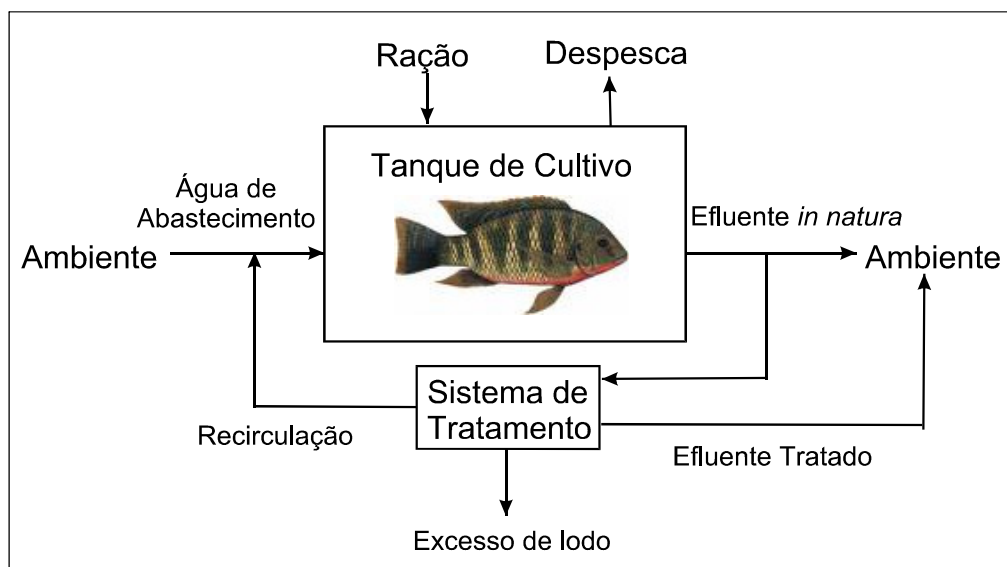 Ração
Despesca
Tanque de Cultivo
Água de
Abastecimento
Efluente in natura
Ambiente
Ambiente
Sistema de
Tratamento
Recirculação
Efluente Tratado
Excesso de lodo